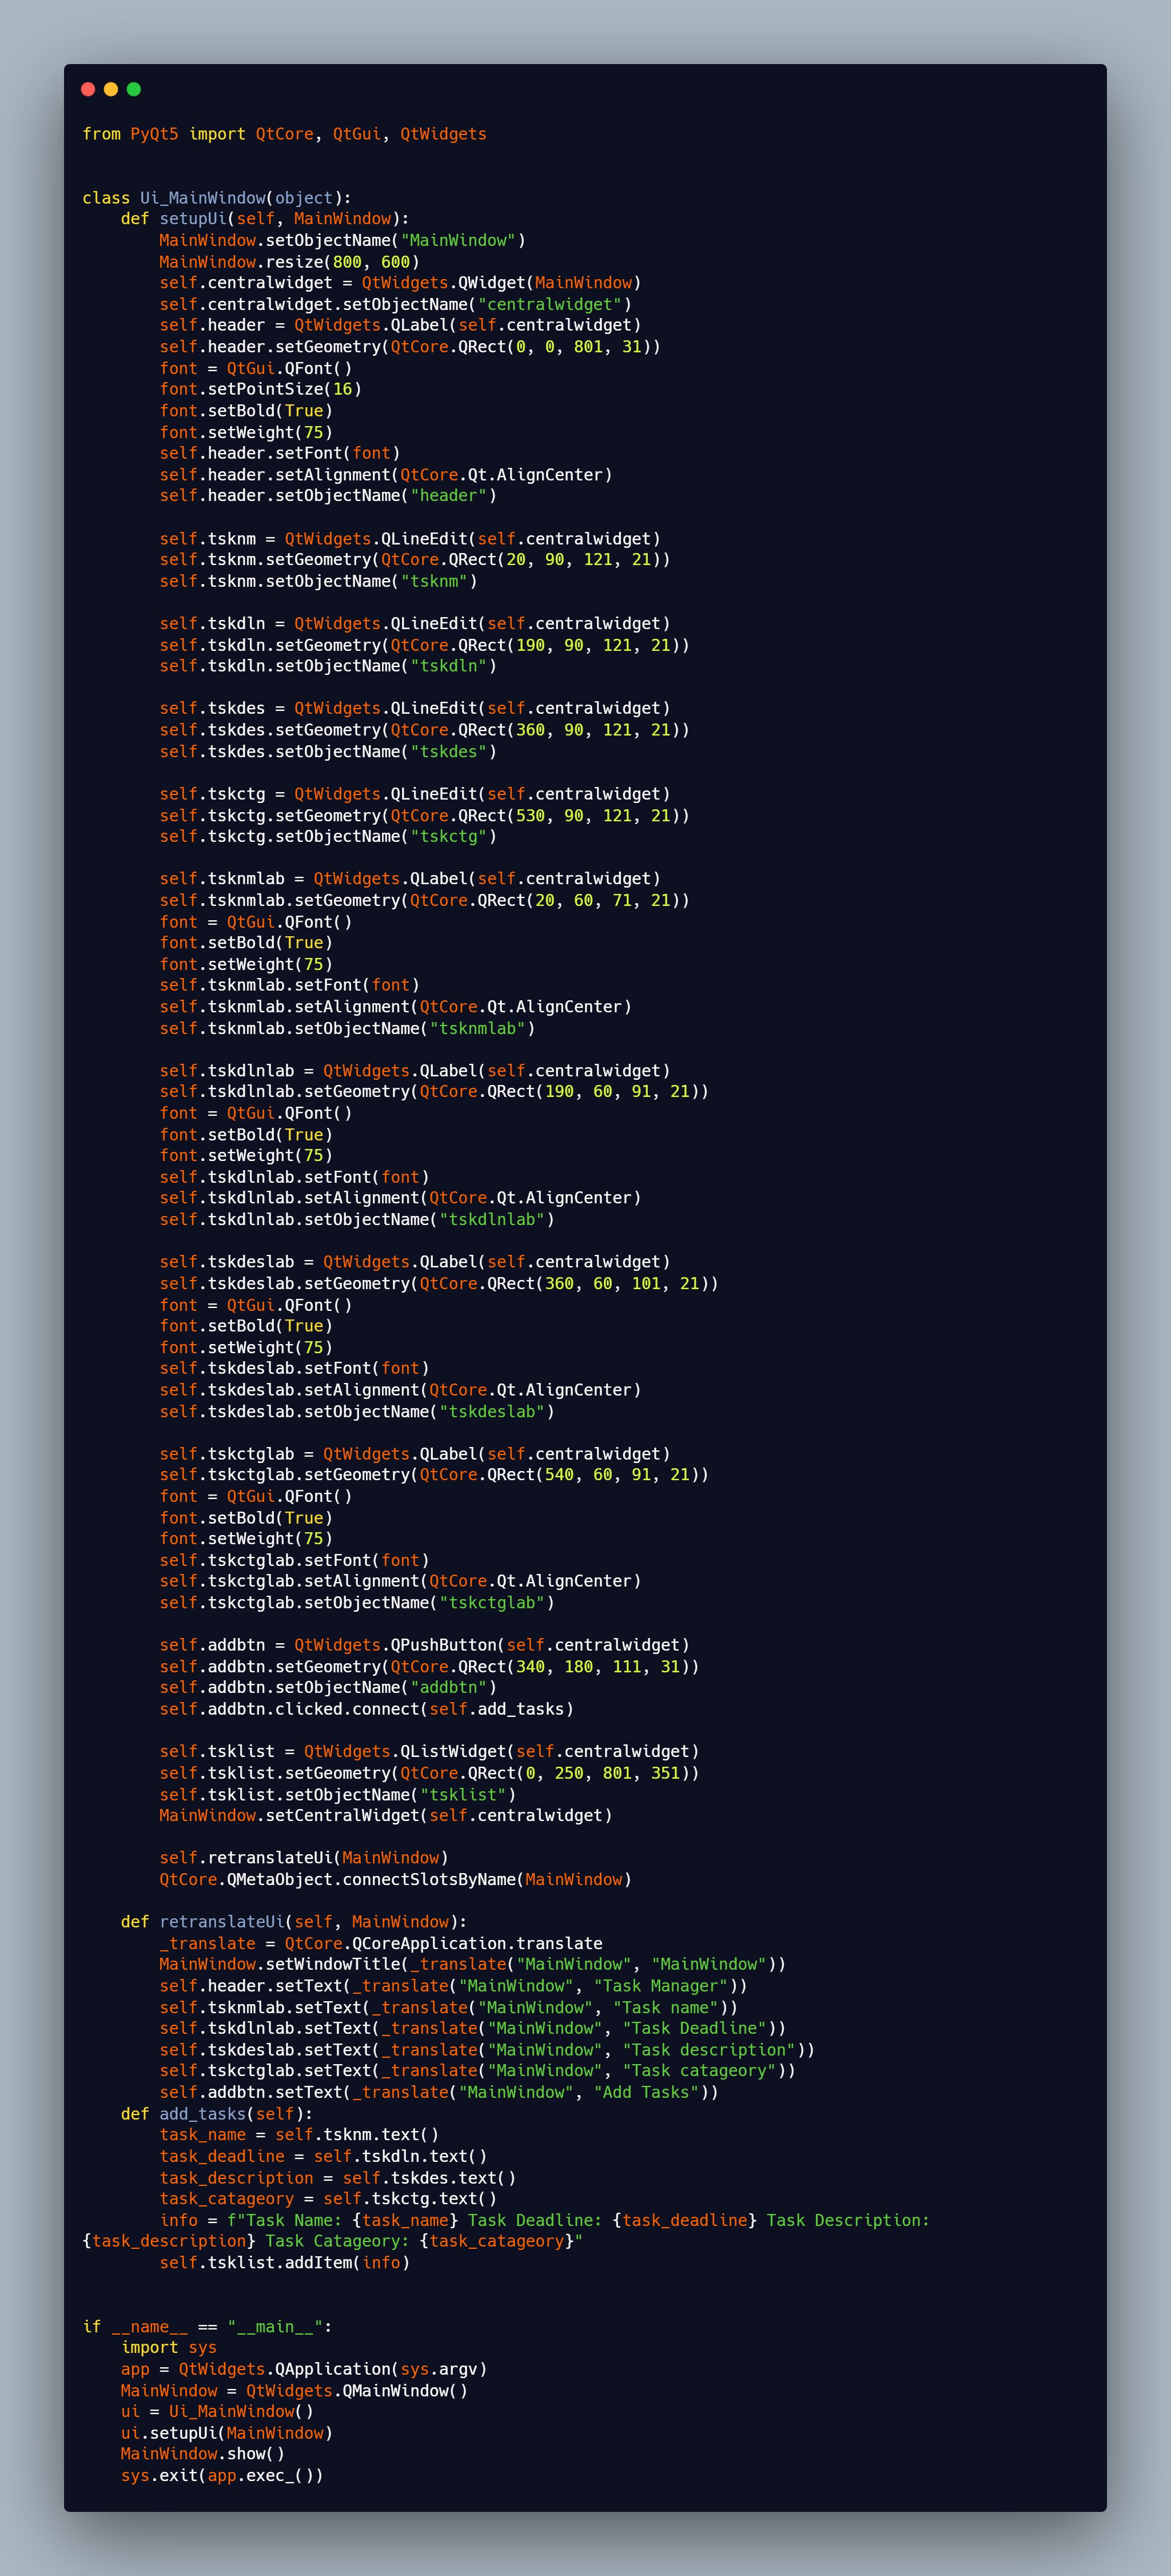 from PyQt5 import QtCore, QtGui, QtWidgets


class Ui_MainWindow(object):
    def setupUi(self, MainWindow):
        MainWindow.setObjectName("MainWindow")
        MainWindow.resize(800, 600)
        self.centralwidget = QtWidgets.QWidget(MainWindow)
        self.centralwidget.setObjectName("centralwidget")
        self.header = QtWidgets.QLabel(self.centralwidget)
        self.header.setGeometry(QtCore.QRect(0, 0, 801, 31))
        font = QtGui.QFont()
        font.setPointSize(16)
        font.setBold(True)
        font.setWeight(75)
        self.header.setFont(font)
        self.header.setAlignment(QtCore.Qt.AlignCenter)
        self.header.setObjectName("header")

        self.tsknm = QtWidgets.QLineEdit(self.centralwidget)
        self.tsknm.setGeometry(QtCore.QRect(20, 90, 121, 21))
        self.tsknm.setObjectName("tsknm")

        self.tskdln = QtWidgets.QLineEdit(self.centralwidget)
        self.tskdln.setGeometry(QtCore.QRect(190, 90, 121, 21))
        self.tskdln.setObjectName("tskdln")

        self.tskdes = QtWidgets.QLineEdit(self.centralwidget)
        self.tskdes.setGeometry(QtCore.QRect(360, 90, 121, 21))
        self.tskdes.setObjectName("tskdes")

        self.tskctg = QtWidgets.QLineEdit(self.centralwidget)
        self.tskctg.setGeometry(QtCore.QRect(530, 90, 121, 21))
        self.tskctg.setObjectName("tskctg")

        self.tsknmlab = QtWidgets.QLabel(self.centralwidget)
        self.tsknmlab.setGeometry(QtCore.QRect(20, 60, 71, 21))
        font = QtGui.QFont()
        font.setBold(True)
        font.setWeight(75)
        self.tsknmlab.setFont(font)
        self.tsknmlab.setAlignment(QtCore.Qt.AlignCenter)
        self.tsknmlab.setObjectName("tsknmlab")

        self.tskdlnlab = QtWidgets.QLabel(self.centralwidget)
        self.tskdlnlab.setGeometry(QtCore.QRect(190, 60, 91, 21))
        font = QtGui.QFont()
        font.setBold(True)
        font.setWeight(75)
        self.tskdlnlab.setFont(font)
        self.tskdlnlab.setAlignment(QtCore.Qt.AlignCenter)
        self.tskdlnlab.setObjectName("tskdlnlab")

        self.tskdeslab = QtWidgets.QLabel(self.centralwidget)
        self.tskdeslab.setGeometry(QtCore.QRect(360, 60, 101, 21))
        font = QtGui.QFont()
        font.setBold(True)
        font.setWeight(75)
        self.tskdeslab.setFont(font)
        self.tskdeslab.setAlignment(QtCore.Qt.AlignCenter)
        self.tskdeslab.setObjectName("tskdeslab")

        self.tskctglab = QtWidgets.QLabel(self.centralwidget)
        self.tskctglab.setGeometry(QtCore.QRect(540, 60, 91, 21))
        font = QtGui.QFont()
        font.setBold(True)
        font.setWeight(75)
        self.tskctglab.setFont(font)
        self.tskctglab.setAlignment(QtCore.Qt.AlignCenter)
        self.tskctglab.setObjectName("tskctglab")

        self.addbtn = QtWidgets.QPushButton(self.centralwidget)
        self.addbtn.setGeometry(QtCore.QRect(340, 180, 111, 31))
        self.addbtn.setObjectName("addbtn")
        self.addbtn.clicked.connect(self.add_tasks)

        self.tsklist = QtWidgets.QListWidget(self.centralwidget)
        self.tsklist.setGeometry(QtCore.QRect(0, 250, 801, 351))
        self.tsklist.setObjectName("tsklist")
        MainWindow.setCentralWidget(self.centralwidget)

        self.retranslateUi(MainWindow)
        QtCore.QMetaObject.connectSlotsByName(MainWindow)

    def retranslateUi(self, MainWindow):
        _translate = QtCore.QCoreApplication.translate
        MainWindow.setWindowTitle(_translate("MainWindow", "MainWindow"))
        self.header.setText(_translate("MainWindow", "Task Manager"))
        self.tsknmlab.setText(_translate("MainWindow", "Task name"))
        self.tskdlnlab.setText(_translate("MainWindow", "Task Deadline"))
        self.tskdeslab.setText(_translate("MainWindow", "Task description"))
        self.tskctglab.setText(_translate("MainWindow", "Task catageory"))
        self.addbtn.setText(_translate("MainWindow", "Add Tasks"))
    def add_tasks(self):
        task_name = self.tsknm.text()
        task_deadline = self.tskdln.text()
        task_description = self.tskdes.text()
        task_catageory = self.tskctg.text()
        info = f"Task Name: {task_name} Task Deadline: {task_deadline} Task Description:
{task_description} Task Catageory: {task_catageory}"
        self.tsklist.addItem(info)


if __name__ == "__main__":
    import sys
    app = QtWidgets.QApplication(sys.argv)
    MainWindow = QtWidgets.QMainWindow()
    ui = Ui_MainWindow()
    ui.setupUi(MainWindow)
    MainWindow.show()
    sys.exit(app.exec_())